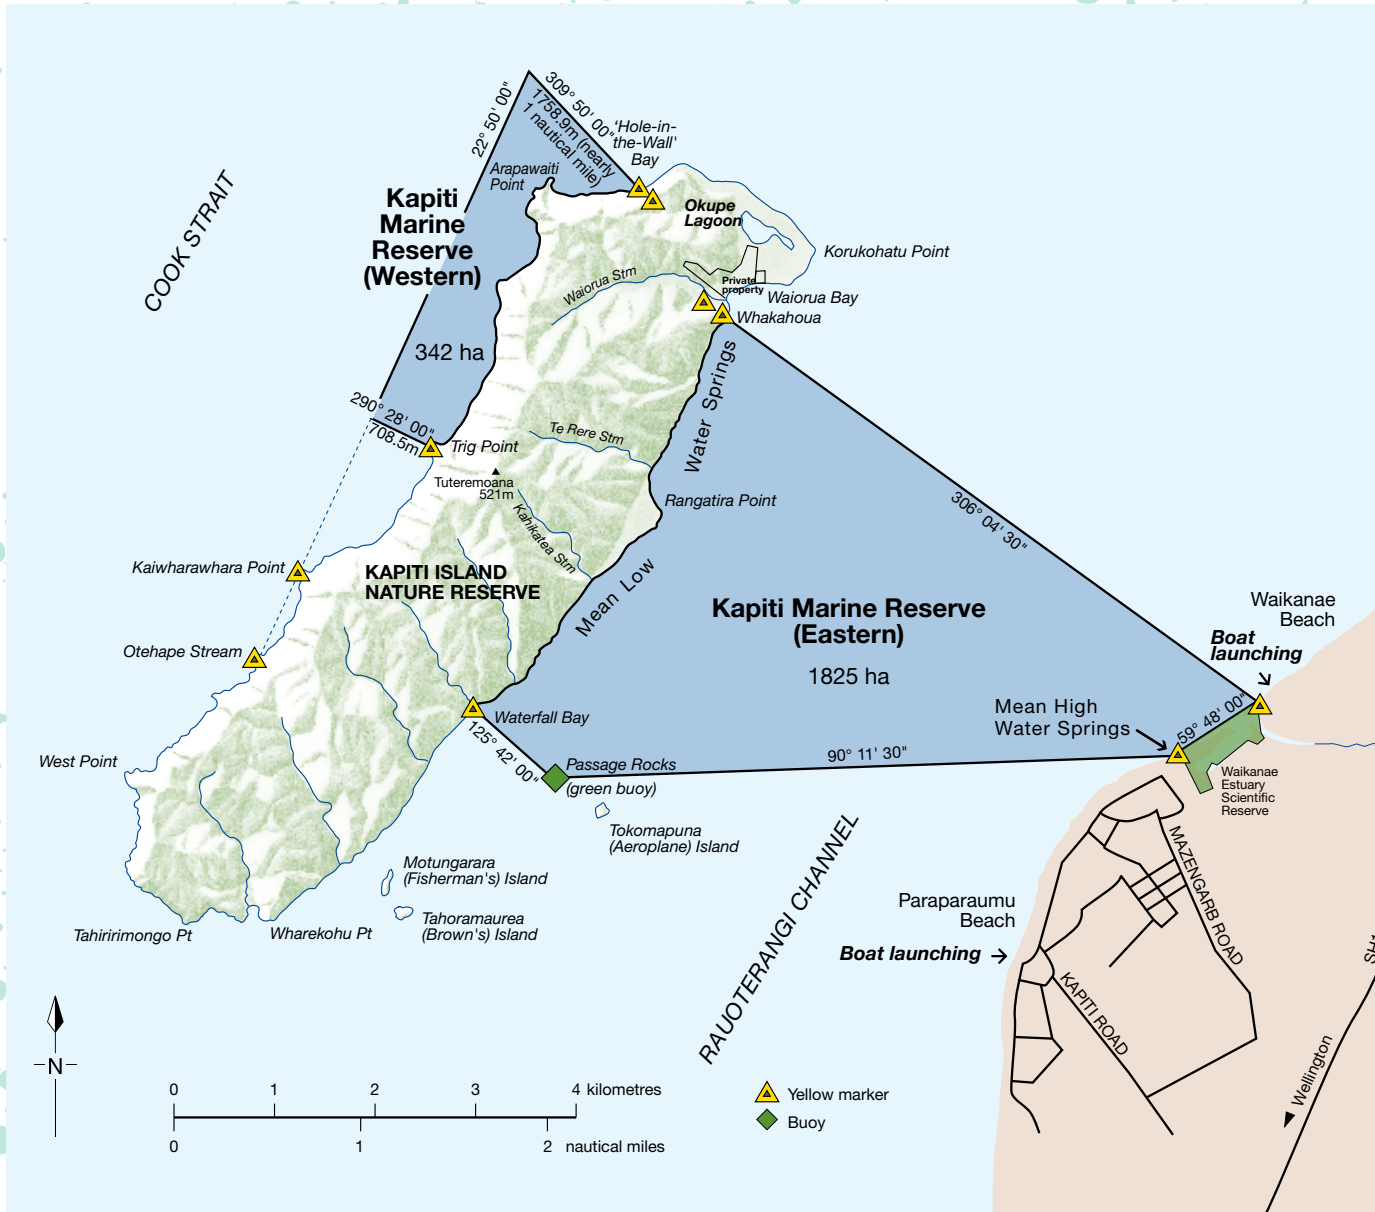 22° 50' 00"
309° 50' 00"
1758.9m (nearly
1 nautical mile)
'Hole-in-
the-Wall'
Bay
Arapawaiti
Point
COOK STRAIT
Kapiti
Marine
Reserve
(Western)
342 ha
Okupe
Lagoon
Korukohatu Point
Private
property
Waiorua Stm
Waiorua Bay
Whakahoua
290° 28' 00"
708.5m
Trig Point
Te Rere Stm
Water Springs
Tuteremoana
521m
Rangatira Point
306° 04' 30"
Kahikatea Stm
Kaiwharawhara Point
KAPITI ISLAND
NATURE RESERVE
Mean Low
Kapiti Marine Reserve
(Eastern)
1825 ha
Waikanae
Beach
Boat
launching
Otehape Stream
Mean High
Water Springs
59° 48' 00"
Waterfall Bay
125° 42' 00"
90° 11' 30"
West Point
Passage Rocks
(green buoy)
Waikanae
Estuary
Scientific
Reserve
Tokomapuna
(Aeroplane) Island
MAZENGARB ROAD
Motungarara
(Fisherman's) Island
RAUOTERANGI CHANNEL
Paraparaumu
Beach
Tahoramaurea
(Brown's) Island
Tahiririmongo Pt
Wharekohu Pt
Boat launching
SH1
KAPITI ROAD
N
Wellington
0 1 2 3 4 kilometres
0 1 2 nautical miles
Yellow marker
Buoy